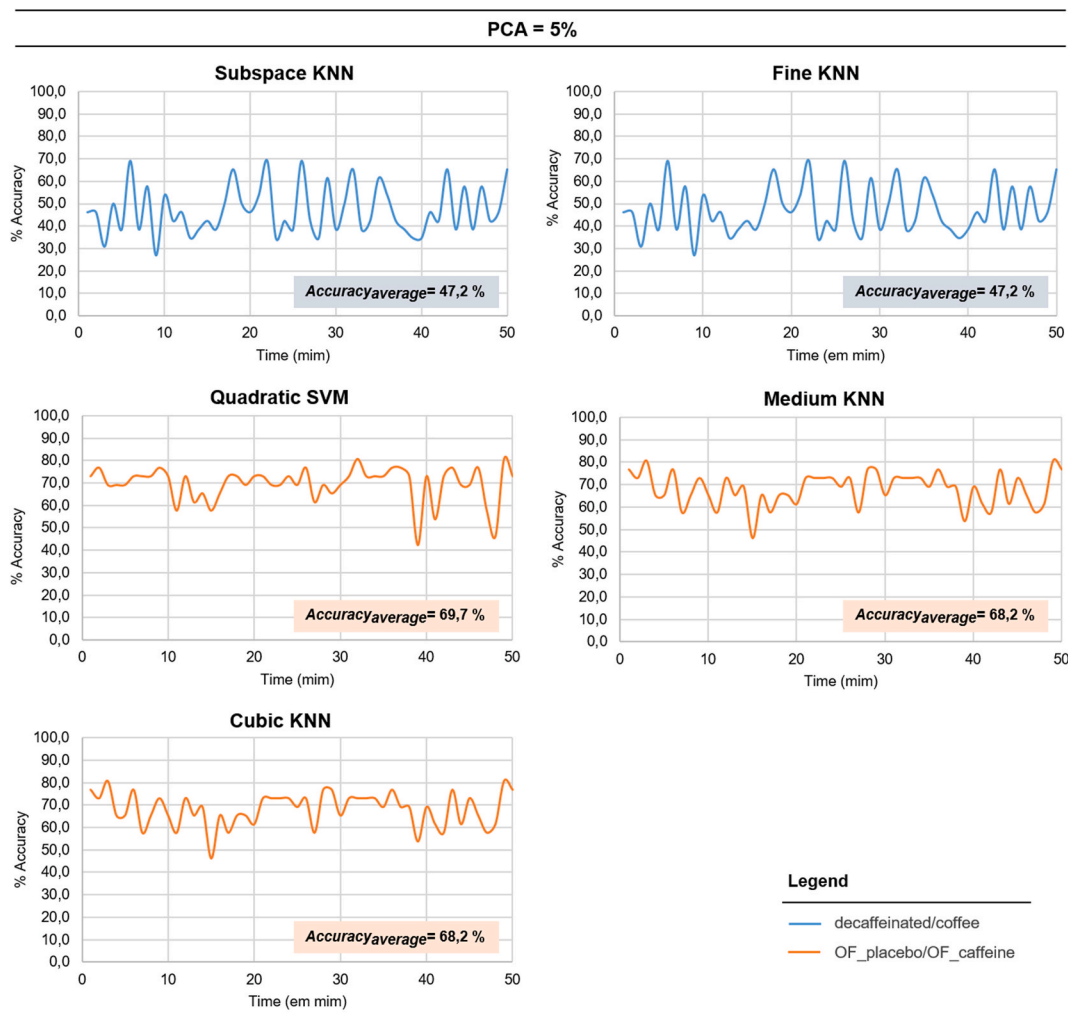 PCA = 5%
Subspace KNN
100,0
90,0
80,0
70,0
60,0
50,0
40,0
30,0
20,0
10,0
0,0
% Accuracy
Accuracyaverage= 47,2 %
0 10 20 30 40 50
Time (mim)
Fine KNN
100,0
90,0
80,0
70,0
60,0
50,0
40,0
30,0
20,0
10,0
0,0
% Accuracy
Accuracyaverage= 47,2 %
0 10 20 30 40 50
Time (em mim)
Quadratic SVM
100,0
90,0
80,0
70,0
60,0
50,0
40,0
30,0
20,0
10,0
0,0
% Accuracy
Accuracyaverage= 69,7 %
0 10 20 30 40 50
Time (mim)
Medium KNN
100,0
90,0
80,0
70,0
60,0
50,0
40,0
30,0
20,0
10,0
0,0
% Accuracy
Accuracyaverage= 68,2 %
0 10 20 30 40 50
Time (mim)
Cubic KNN
100,0
90,0
80,0
70,0
60,0
50,0
40,0
30,0
20,0
10,0
0,0
% Accuracy
Accuracyaverage= 68,2 %
0 10 20 30 40 50
Time (em mim)
Legend
decaffeinated/coffee
OF_placebo/OF_caffeine